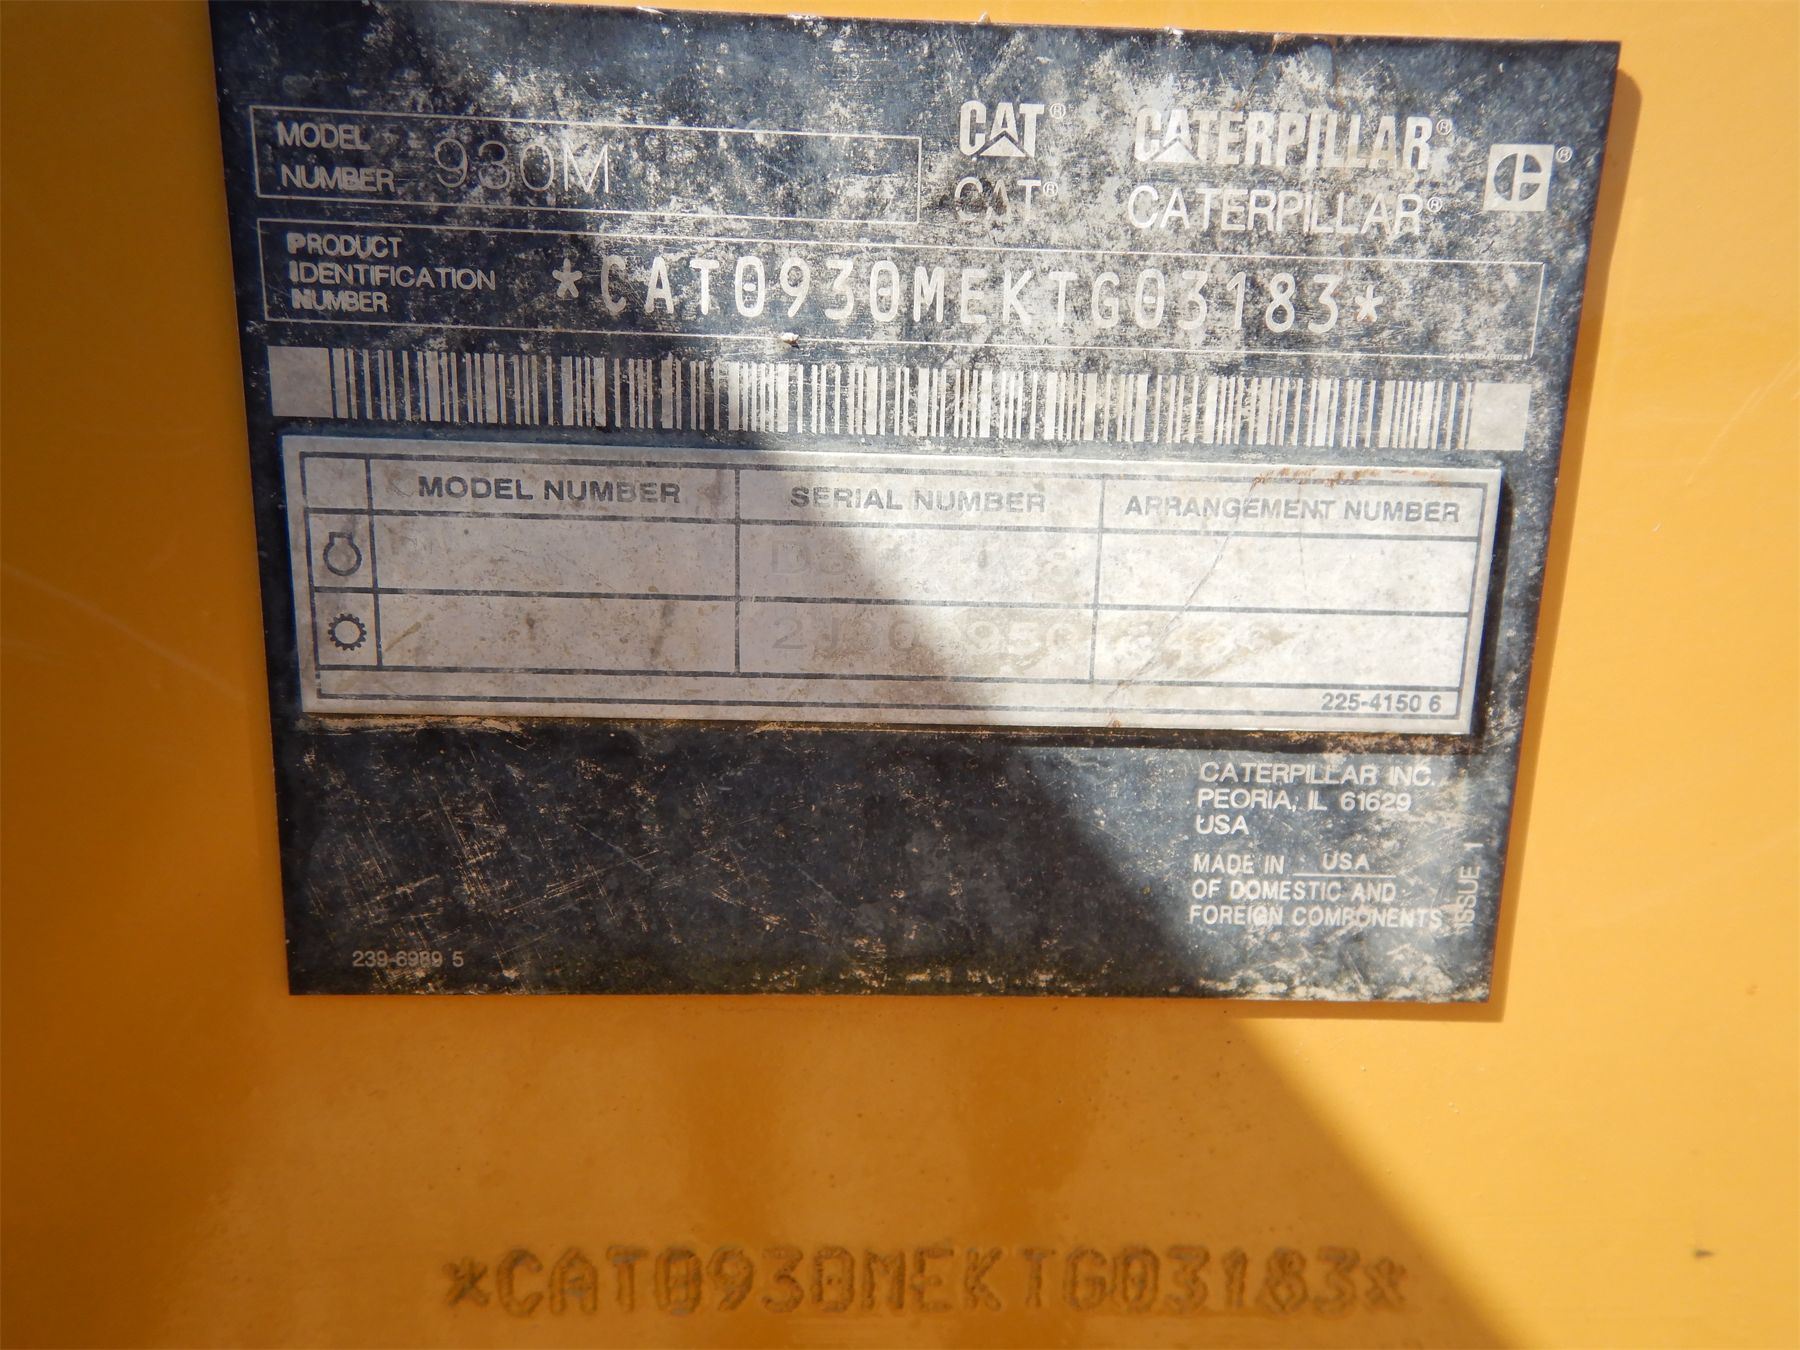 MODEL NUMBER 930M
CAT® CATERPILLAR®
CAT® CATERPILLAR®
PRODUCT IDENTIFICATION NUMBER *CAT0930MEKTG03183*
MODEL NUMBER SERIAL NUMBER ARRANGEMENT NUMBER
225-4150 6
CATERPILLAR INC.
PEORIA, IL 61629
USA
MADE IN USA
OF DOMESTIC AND
FOREIGN COMPONENTS
ISSUE 1
239-6989 5
*CAT0930MEKTG03183*